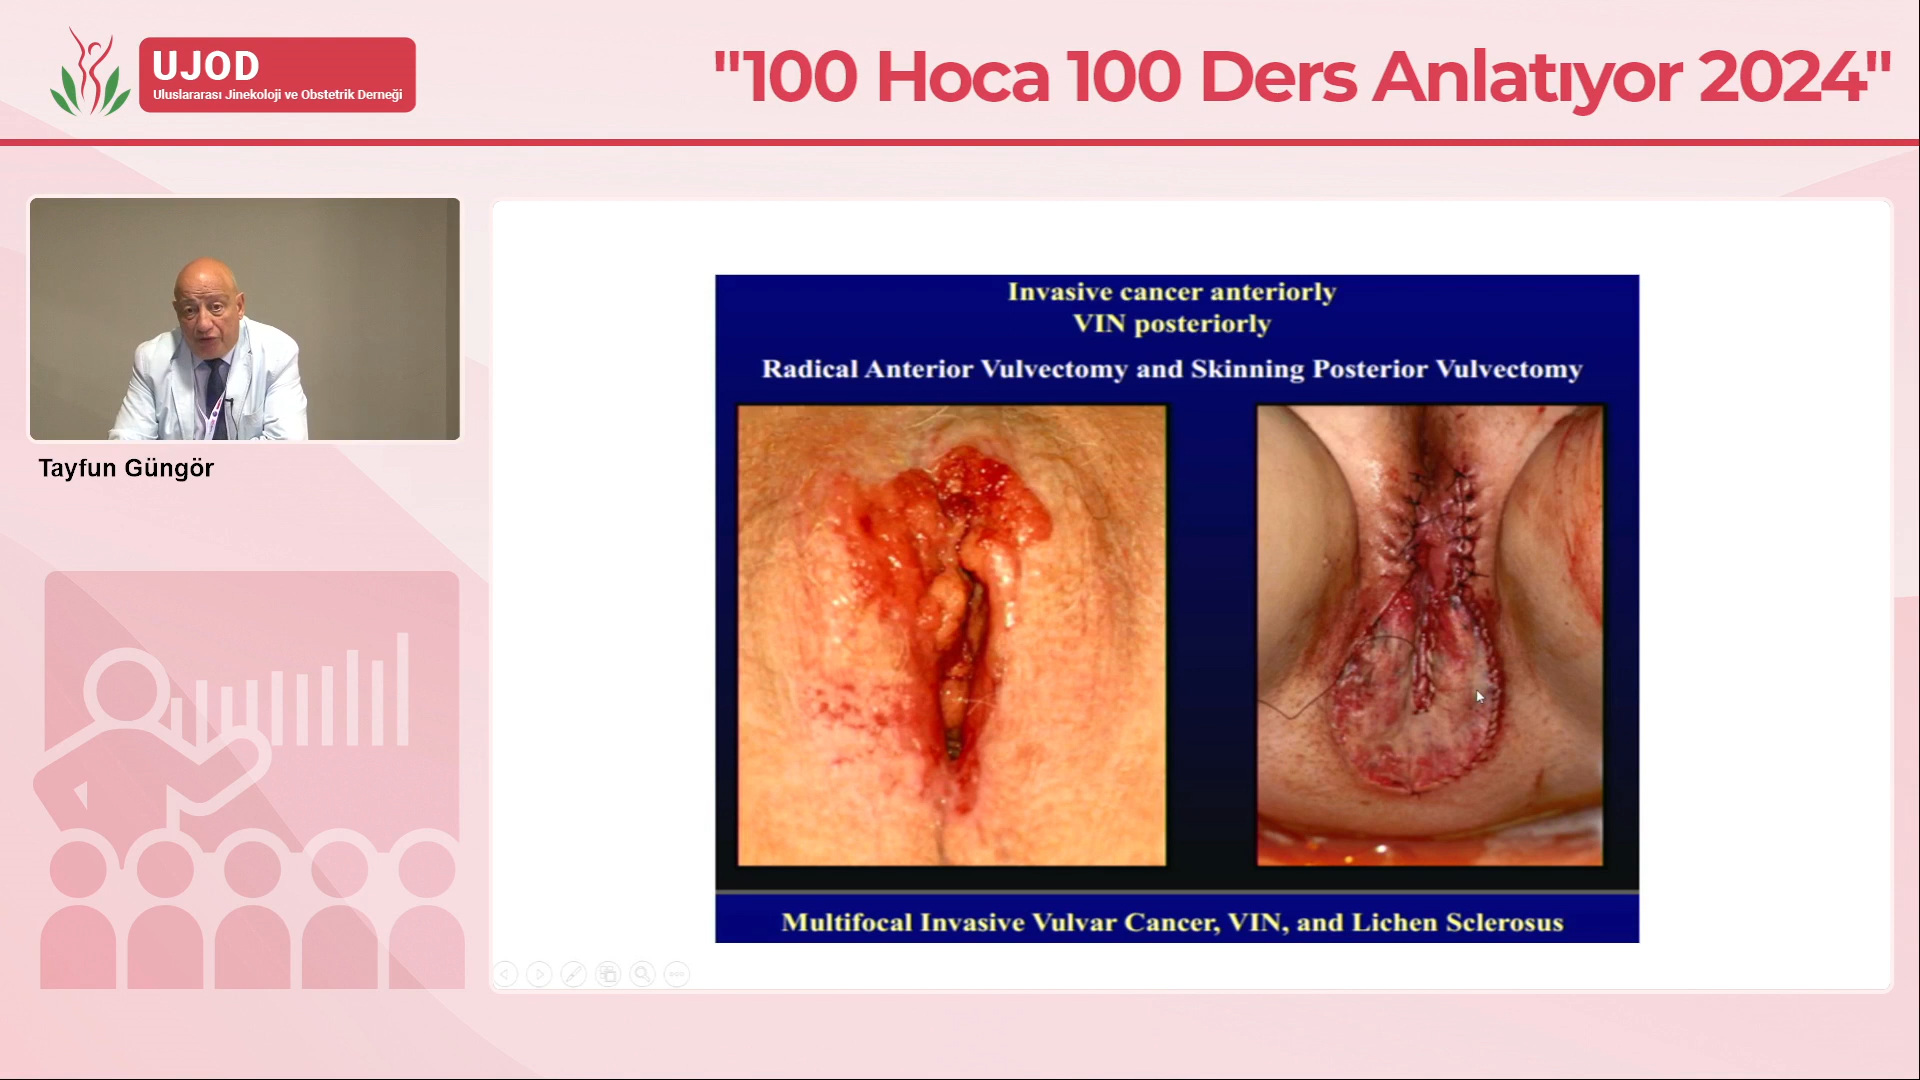 UJOD
Uluslararası Jinekoloji ve Obstetrik Derneği
"100 Hoca 100 Ders Anlatıyor 2024"
Tayfun Güngör
Invasive cancer anteriorly
VIN posteriorly
Radical Anterior Vulvectomy and Skinning Posterior Vulvectomy
Multifocal Invasive Vulvar Cancer, VIN, and Lichen Sclerosus